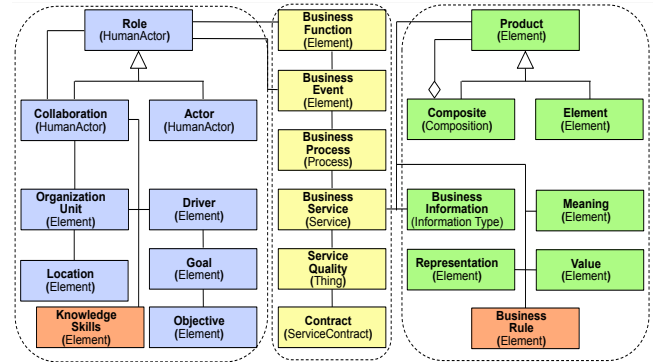 Role
(HumanActor)
Collaboration
(HumanActor)
Actor
(HumanActor)
Organization
Unit
(Element)
Driver
(Element)
Location
(Element)
Goal
(Element)
Knowledge
Skills
(Element)
Objective
(Element)
Business
Function
(Element)
Business
Event
(Element)
Business
Process
(Process)
Business
Service
(Service)
Service
Quality
(Thing)
Contract
(ServiceContract)
Product
(Element)
Composite
(Composition)
Element
(Element)
Business
Information
(Information Type)
Meaning
(Element)
Representation
(Element)
Value
(Element)
Business
Rule
(Element)